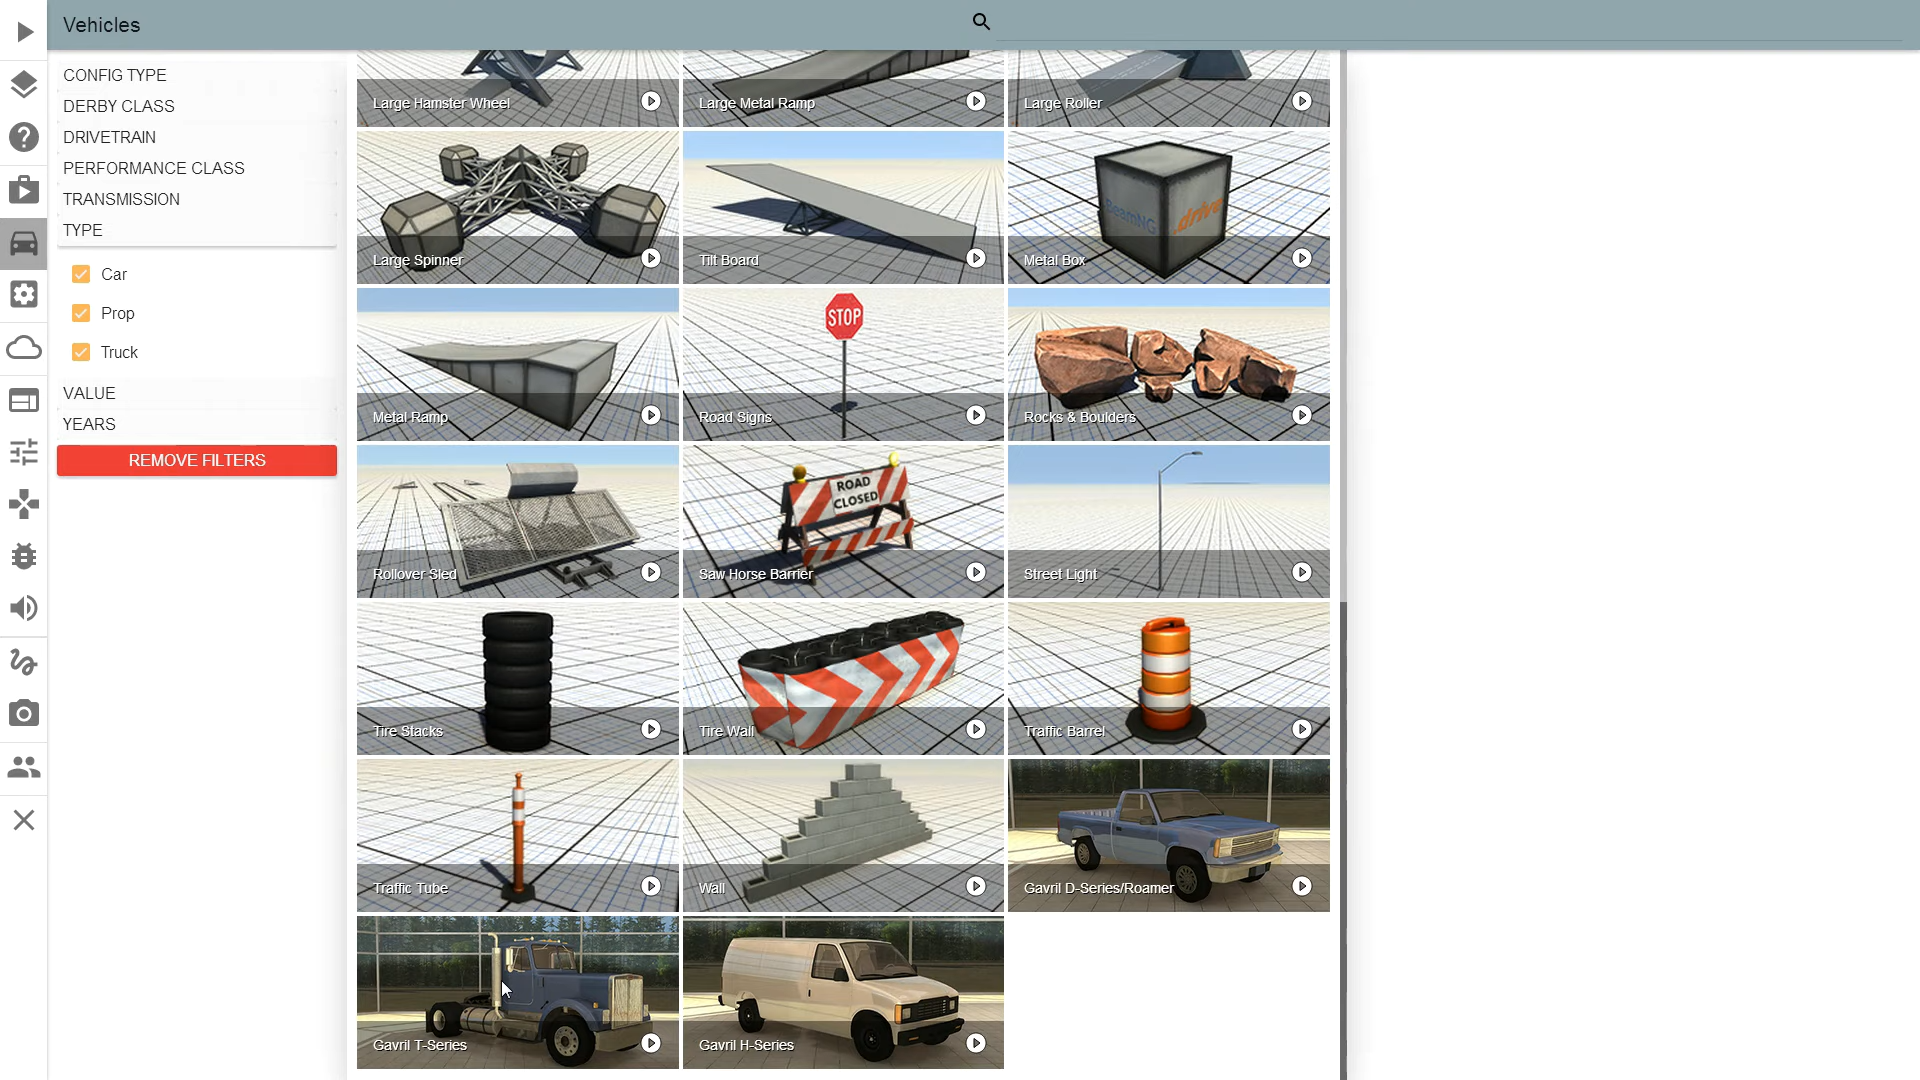 Vehicles
CONFIG TYPE
DERBY CLASS
DRIVETRAIN
PERFORMANCE CLASS
TRANSMISSION
TYPE
Car
Prop
Truck
VALUE
YEARS
REMOVE FILTERS
Large Hamster Wheel
Large Metal Ramp
Large Roller
Large Spinner
Tilt Board
BeamNG
drive
Metal Box
Metal Ramp
STOP
Road Signs
Rocks & Boulders
Rollover Sled
ROAD
CLOSED
Saw Horse Barrier
Street Light
Tire Stacks
Tire Wall
Traffic Barrel
Traffic Tube
Wall
Gavril D-Series/Roamer
Gavril T-Series
Gavril H-Series